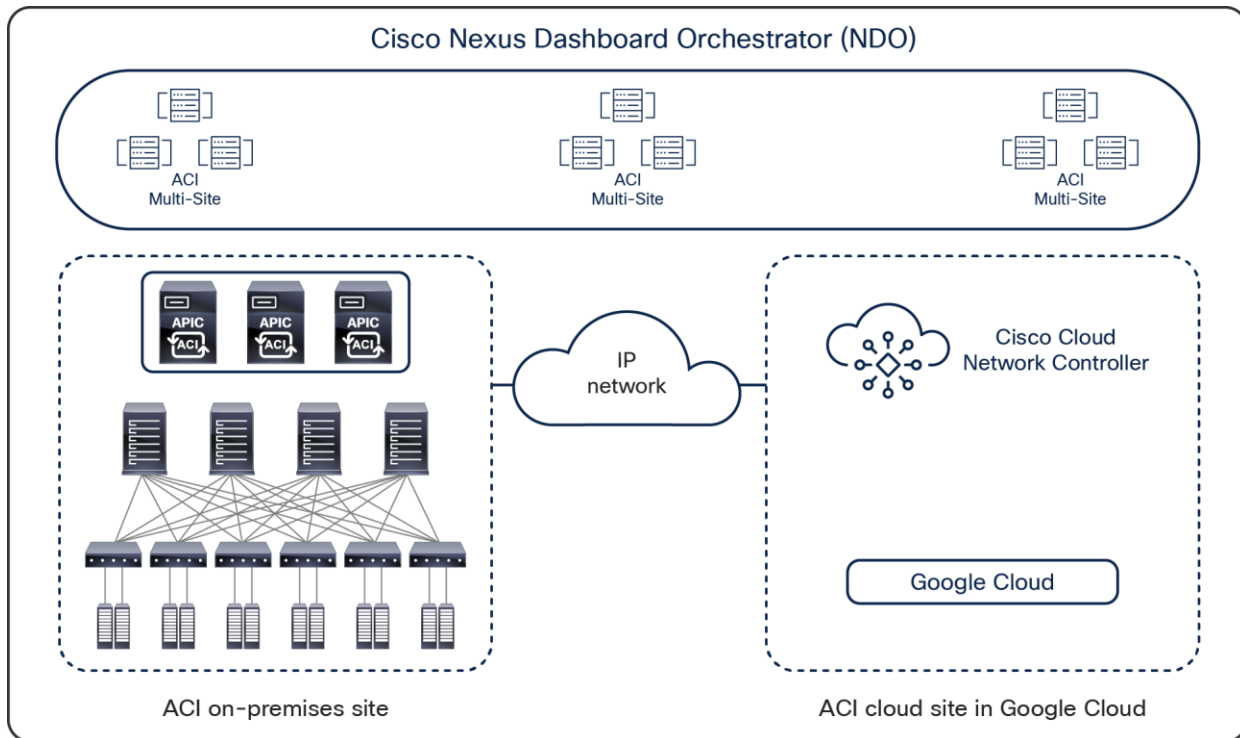 Cisco Nexus Dashboard Orchestrator (NDO)
ACI
Multi-Site
ACI
Multi-Site
ACI
Multi-Site
APIC
ACI
APIC
ACI
APIC
ACI
IP
network
Cisco Cloud
Network Controller
Google Cloud
ACI on-premises site
ACI cloud site in Google Cloud